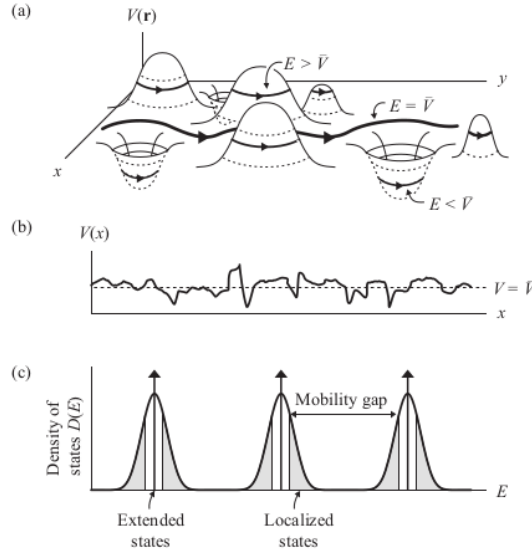 (a)
V(r)
E > V̄
y
E = V̄
x
E < V̄
(b)
V(x)
V = V̄
x
(c)
Density of
states D(E)
Mobility gap
E
Extended
states
Localized
states